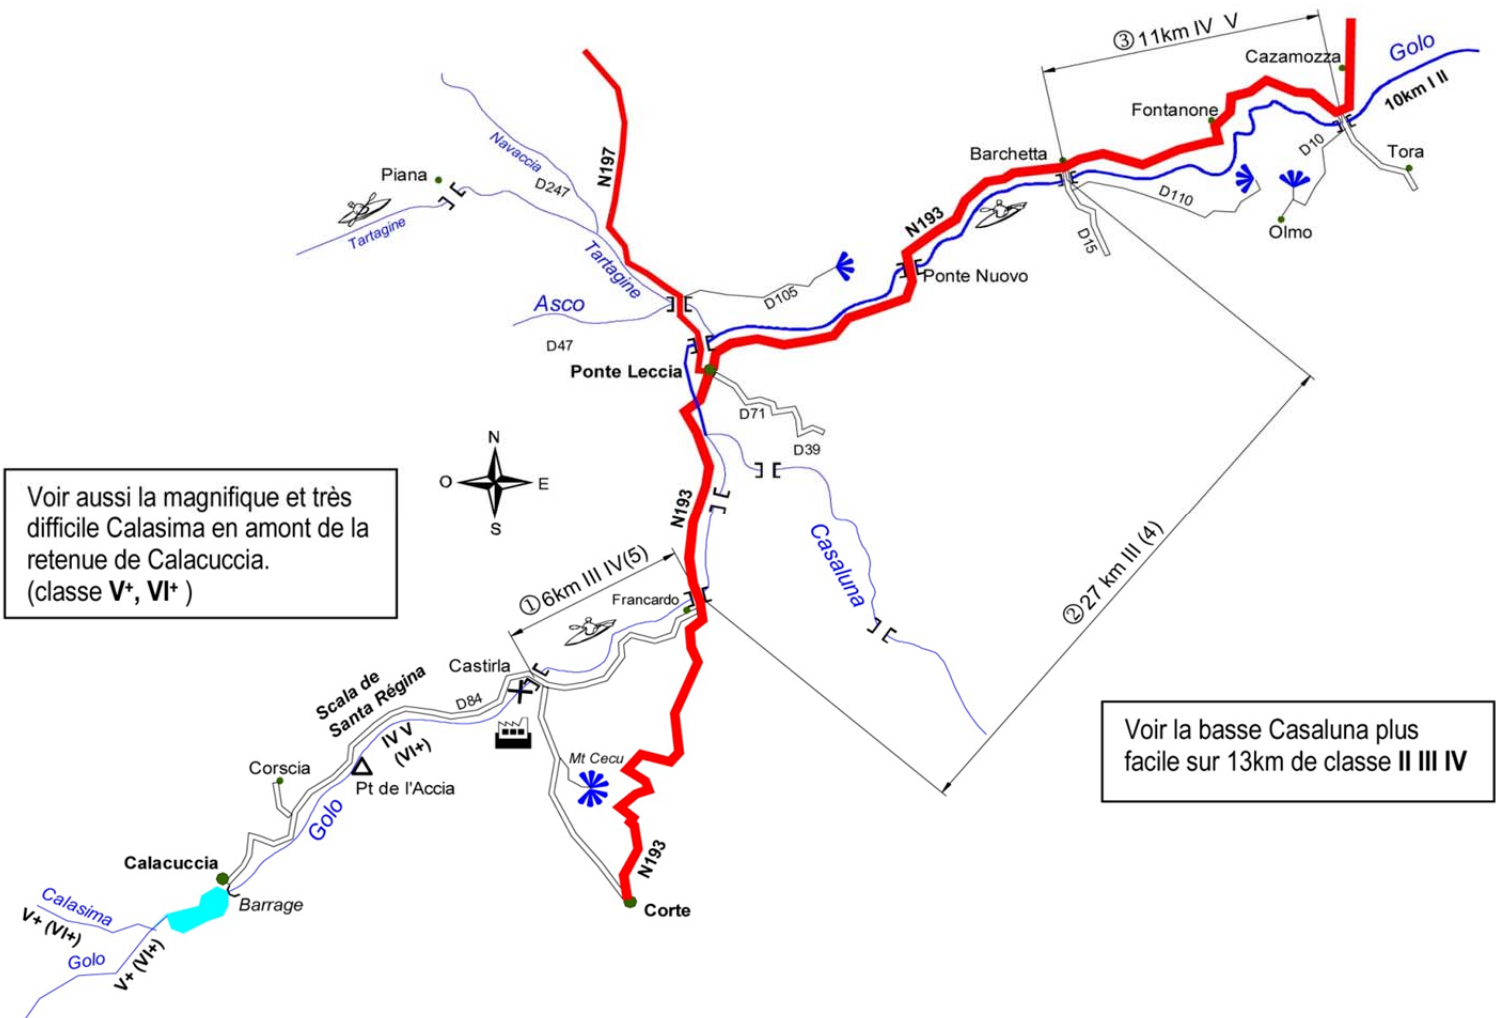 ③ 11km IV V
Cazamozza
Golo
10km I II
Fontanone
D10
Tora
Barchetta
D110
Olmo
D15
N193
Ponte Nuovo
N197
Navaccia
D247
Piana
Tartagine
Tartagine
Asco
D105
D47
Ponte Leccia
D71
D39
N
O
E
S
N193
Voir aussi la magnifique et très
difficile Calasima en amont de la
retenue de Calacuccia.
(classe V+, VI+ )
Casaluna
② 27 km III (4)
① 6km III IV(5)
Francardo
Castirla
D84
Scala de
Santa Régina
IV V
(VI+)
Mt Cecu
Corscia
Pt de l'Accia
Golo
Voir la basse Casaluna plus
facile sur 13km de classe II III IV
N193
Calacuccia
Barrage
Corte
Calasima
V+ (VI+)
Golo
V+ (VI+)